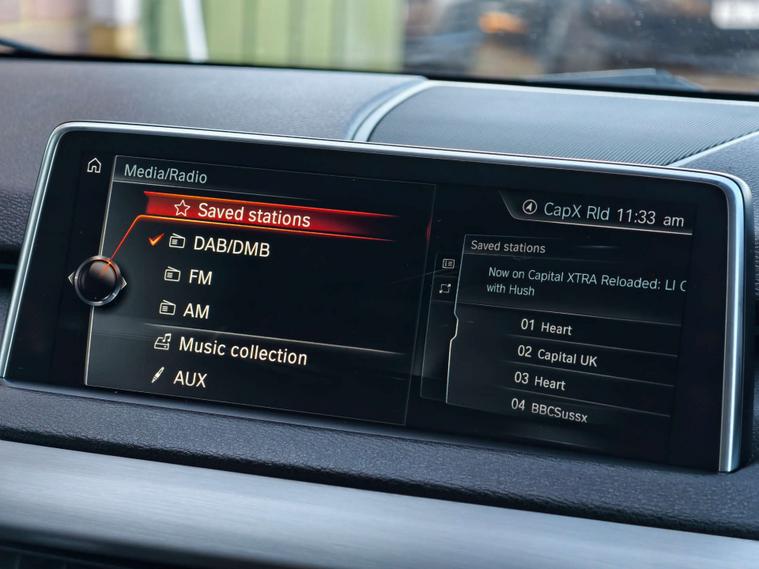 Media/Radio
Saved stations
DAB/DMB
FM
AM
Music collection
AUX
CapX Rld 11:33 am
Saved stations
Now on Capital XTRA Reloaded: LL C
with Hush
01 Heart
02 Capital UK
03 Heart
04 BBCSussx